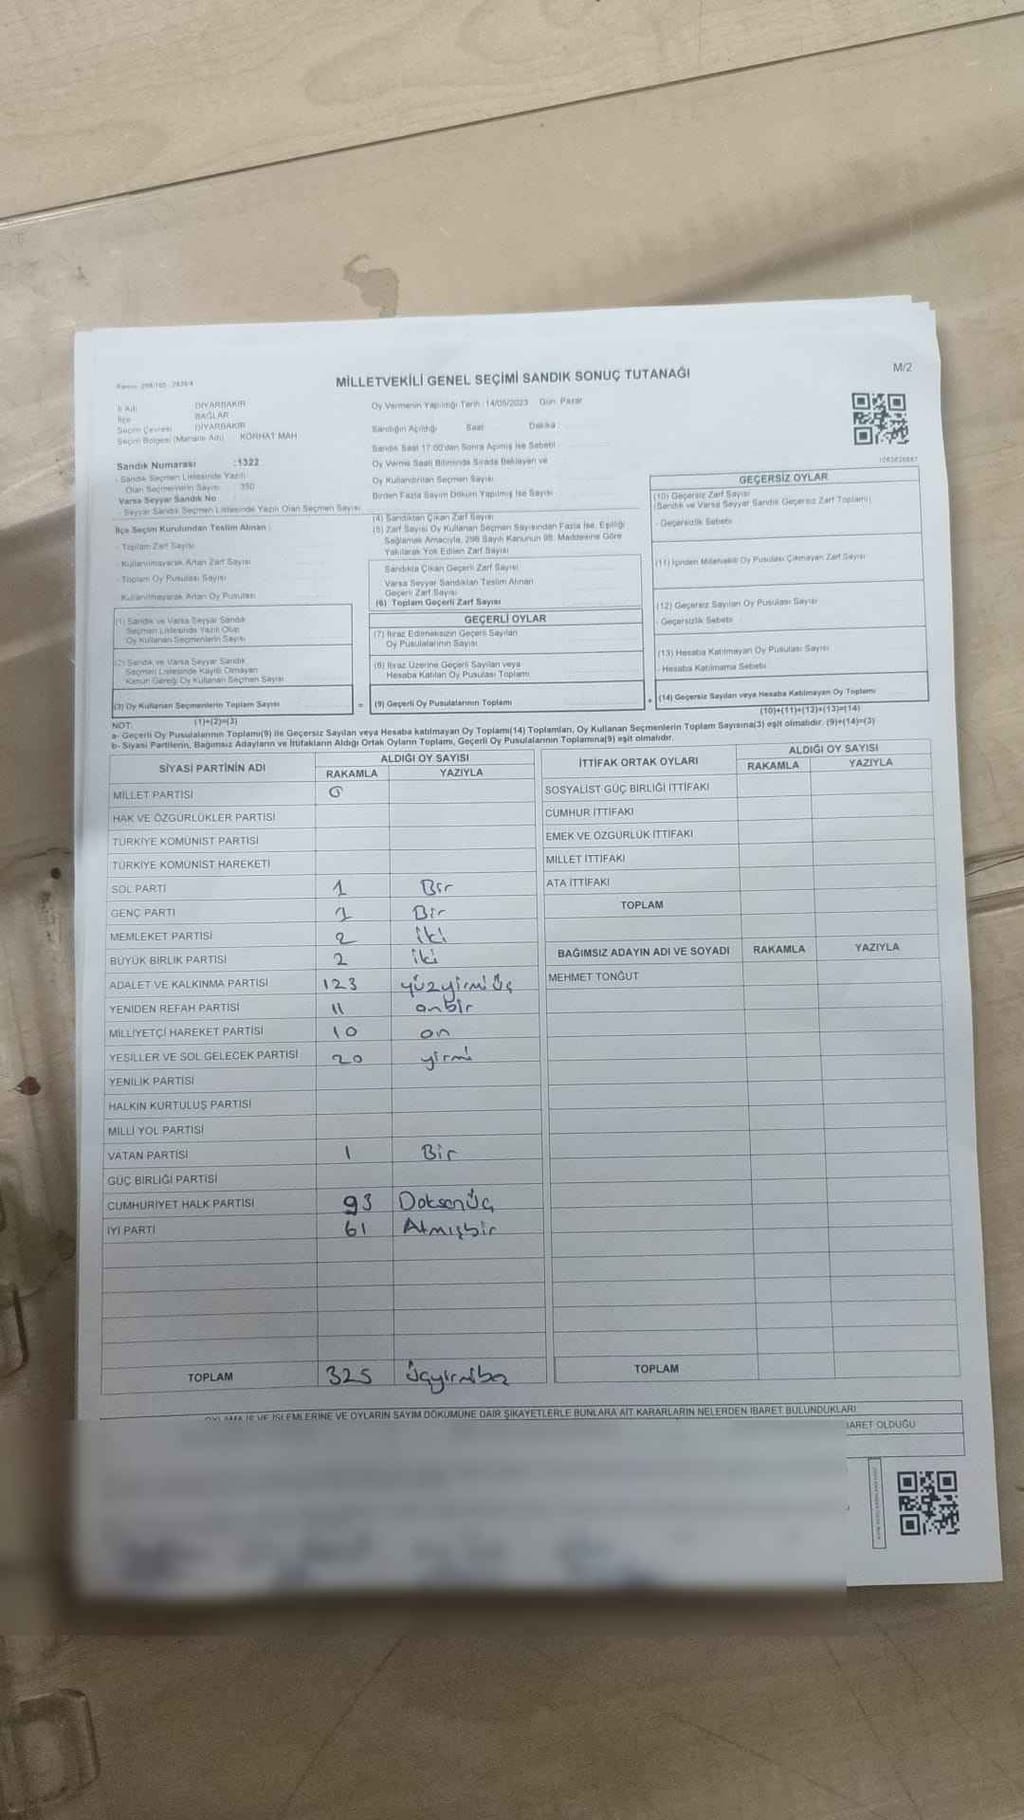 MİLLETVEKİLİ GENEL SEÇİMİ SANDIK SONUÇ TUTANAĞI
M/2
İl Adı DİYARBAKIR
İlçe BAĞLAR
Seçim Çevresi DİYARBAKIR
Seçim Bölgesi (Mahalle Adı) KÖRHAT MAH
Sandık Numarası :1322
Sandık Seçmen Listesinde Yazılı
Olan Seçmenlerin Sayısı 350
Varsa Seyyar Sandık No
Seyyar Sandık Seçmen Listesinde Yazılı Olan Seçmen Sayısı
Oy Vermenin Yapıldığı Tarih :14/05/2023 Gün: Pazar
Sandığın Açıldığı Saat Dakika :
Sandık Saat 17:00'dan Sonra Açılmış İse Sebebi
Oy Verme Saati Bitiminde Sırada Bekleyen ve
Oy Kullandırılan Seçmen Sayısı
Birden Fazla Sayım Döküm Yapılmış İse Sayısı
İlçe Seçim Kurulundan Teslim Alınan :
- Toplam Zarf Sayısı
- Kullanılmayarak Artan Zarf Sayısı
- Toplam Oy Pusulası Sayısı
- Kullanılmayarak Artan Oy Pusulası
(1) Sandık ve Varsa Seyyar Sandık
Seçmen Listesinde Yazılı Olup
Oy Kullanan Seçmenlerin Sayısı
(2) Sandık ve Varsa Seyyar Sandık
Seçmen Listesinde Kayıtlı Olmayan
Kanun Gereği Oy Kullanan Seçmen Sayısı
(3) Oy Kullanan Seçmenlerin Toplam Sayısı
(1)+(2)=(3)
(4) Sandıktan Çıkan Zarf Sayısı
(5) Zarf Sayısı Oy Kullanan Seçmen Sayısından Fazla İse, Eşitliği
Sağlamak Amacıyla, 298 Sayılı Kanunun 98. Maddesine Göre
Yakılarak Yok Edilen Zarf Sayısı
Sandıkta Çıkan Geçerli Zarf Sayısı
Varsa Seyyar Sandıktan Teslim Alınan
Geçerli Zarf Sayısı
(6) Toplam Geçerli Zarf Sayısı
GEÇERLİ OYLAR
(7) İtiraz Edilmeksizin Geçerli Sayılan
Oy Pusulalarının Sayısı
(8) İtiraz Üzerine Geçerli Sayılan veya
Hesaba Katılan Oy Pusulası Toplamı
= (9) Geçerli Oy Pusulalarının Toplamı
GEÇERSİZ OYLAR
(10) Geçersiz Zarf Sayısı
(Sandık ve Varsa Seyyar Sandık Geçersiz Zarf Toplamı)
- Geçersizlik Sebebi
(11) İçinden Milletvekili Oy Pusulası Çıkmayan Zarf Sayısı
(12) Geçersiz Sayılan Oy Pusulası Sayısı
- Geçersizlik Sebebi
(13) Hesaba Katılmayan Oy Pusulası Sayısı
- Hesaba Katılmama Sebebi
+ (14) Geçersiz Sayılan veya Hesaba Katılmayan Oy Toplamı
(10)+(11)+(12)+(13)=(14)
NOT:
a- Geçerli Oy Pusulalarının Toplamı(9) ile Geçersiz Sayılan veya Hesaba katılmayan Oy Toplamı(14) Toplamları, Oy Kullanan Seçmenlerin Toplam Sayısına(3) eşit olmalıdır. (9)+(14)=(3)
b- Siyasi Partilerin, Bağımsız Adayların ve İttifakların Aldığı Ortak Oyların Toplamı, Geçerli Oy Pusulalarının Toplamına(9) eşit olmalıdır.
SİYASİ PARTİNİN ADI ALDIĞI OY SAYISI
RAKAMLA YAZIYLA
MİLLET PARTİSİ
HAK VE ÖZGÜRLÜKLER PARTİSİ
TÜRKİYE KOMÜNİST PARTİSİ
TÜRKİYE KOMÜNİST HAREKETİ
SOL PARTİ 1 Bir
GENÇ PARTİ 1 Bir
MEMLEKET PARTİSİ 2 iki
BÜYÜK BİRLİK PARTİSİ 2 iki
ADALET VE KALKINMA PARTİSİ 123 yüzyirmiüç
YENİDEN REFAH PARTİSİ 11 onbir
MİLLİYETÇİ HAREKET PARTİSİ 10 on
YEŞİLLER VE SOL GELECEK PARTİSİ 20 yirmi
YENİLİK PARTİSİ
HALKIN KURTULUŞ PARTİSİ
MİLLİ YOL PARTİSİ
VATAN PARTİSİ 1 Bir
GÜÇ BİRLİĞİ PARTİSİ
CUMHURİYET HALK PARTİSİ 93 Doksanüç
İYİ PARTİ 61 Atmışbir
TOPLAM 325
İTTİFAK ORTAK OYLARI ALDIĞI OY SAYISI
RAKAMLA YAZIYLA
SOSYALİST GÜÇ BİRLİĞİ İTTİFAKI
CUMHUR İTTİFAKI
EMEK VE ÖZGÜRLÜK İTTİFAKI
MİLLET İTTİFAKI
ATA İTTİFAKI
TOPLAM
BAĞIMSIZ ADAYIN ADI VE SOYADI RAKAMLA YAZIYLA
MEHMET TONĞUT
TOPLAM
İŞLEMLERİNE VE OYLARIN SAYIM DÖKÜMÜNE DAİR ŞİKAYETLERLE BUNLARA AİT KARARLARIN NELERDEN İBARET BULUNDUKLARI
İBARET OLDUĞU